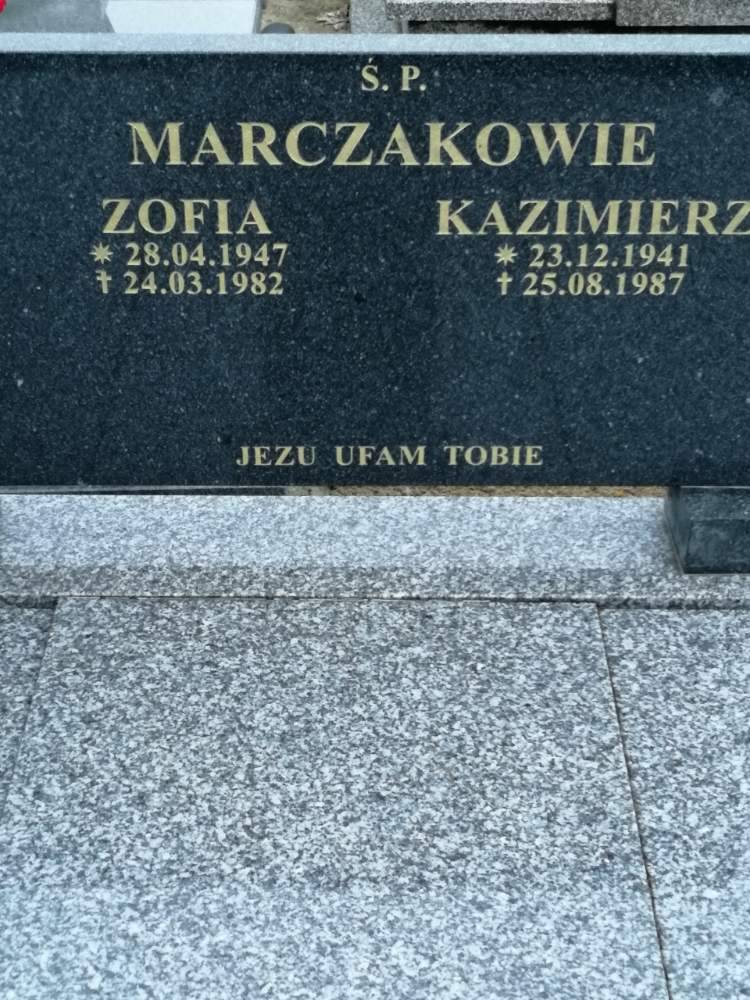 Ś. P.
MARCZAKOWIE
ZOFIA KAZIMIERZ
* 28.04.1947 * 23.12.1941
† 24.03.1982 † 25.08.1987
JEZU UFAM TOBIE